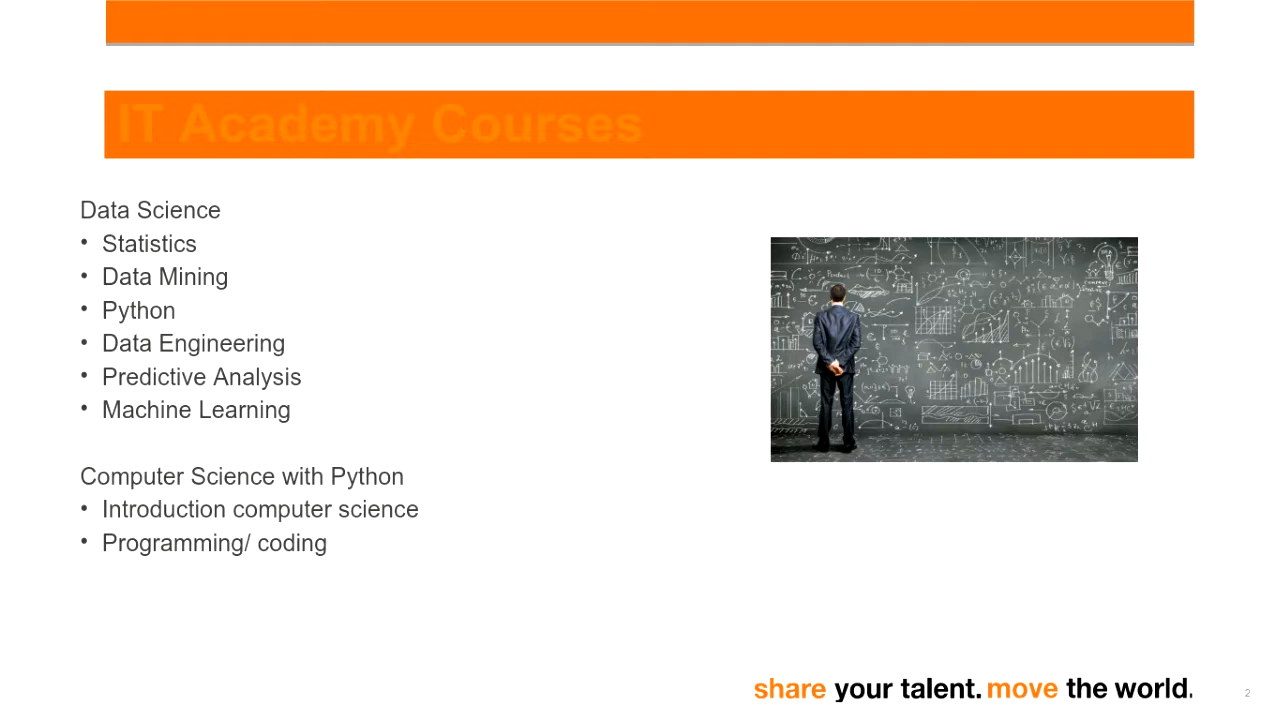 IT Academy Courses
Data Science
• Statistics
• Data Mining
• Python
• Data Engineering
• Predictive Analysis
• Machine Learning
Computer Science with Python
• Introduction computer science
• Programming/ coding
share your talent. move the world.
2